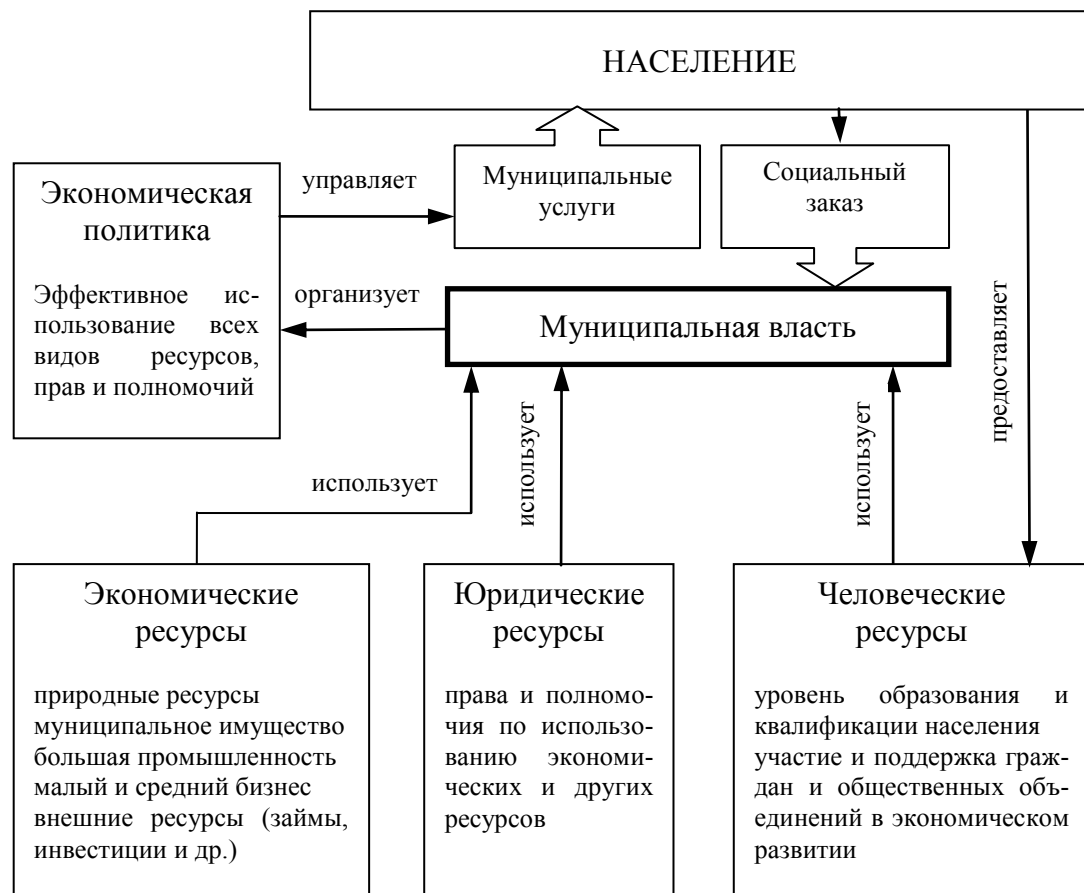 НАСЕЛЕНИЕ
Экономическая
политика
Эффективное ис-
пользование всех
видов ресурсов,
прав и полномочий
управляет
Муниципальные
услуги
Социальный
заказ
организует
Муниципальная власть
предоставляет
использует
использует
использует
Экономические
ресурсы
природные ресурсы
муниципальное имущество
большая промышленность
малый и средний бизнес
внешние ресурсы (займы,
инвестиции и др.)
Юридические
ресурсы
права и полномо-
чия по использо-
ванию экономи-
ческих и других
ресурсов
Человеческие
ресурсы
уровень образования и
квалификации населения
участие и поддержка граж-
дан и общественных объ-
единений в экономическом
развитии